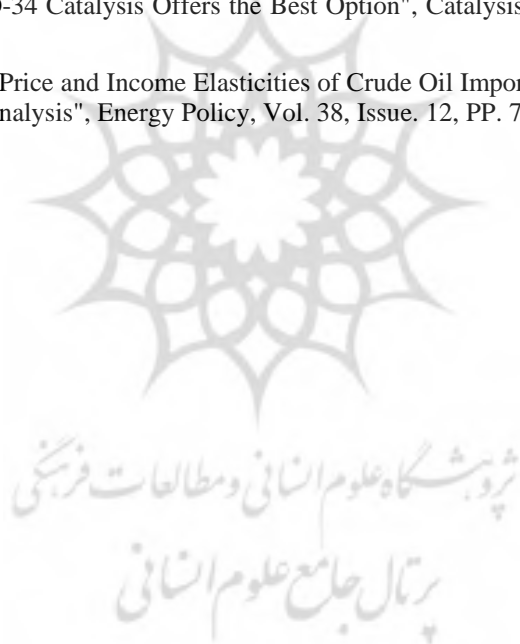 -34 Catalysis Offers the Best Option", Catalysis
Price and Income Elasticities of Crude Oil Impor
nalysis", Energy Policy, Vol. 38, Issue. 12, PP. 7
پژوهشگاه علوم انسانی و مطالعات فرهنگی
پرتال جامع علوم انسانی